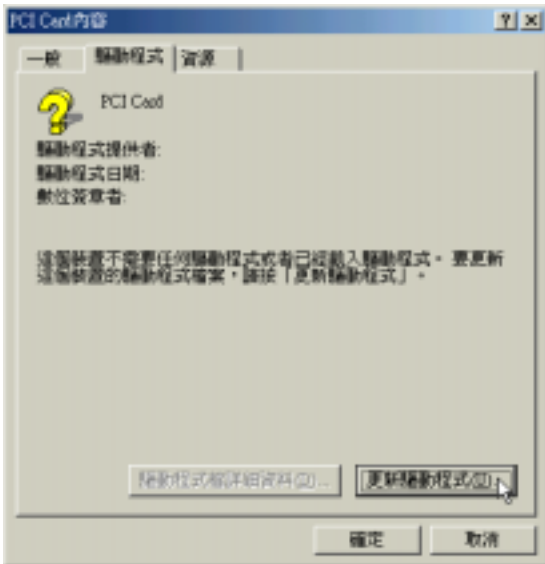 PCI Card內容
一般 驅動程式 資源
PCI Card
驅動程式提供者:
驅動程式日期:
數位簽章者:
這個裝置不需要任何驅動程式或者已經載入驅動程式。 要更新
這個裝置的驅動程式檔案，請按「更新驅動程式」。
驅動程式檔詳細資料(D)... 更新驅動程式(U)...
確定 取消